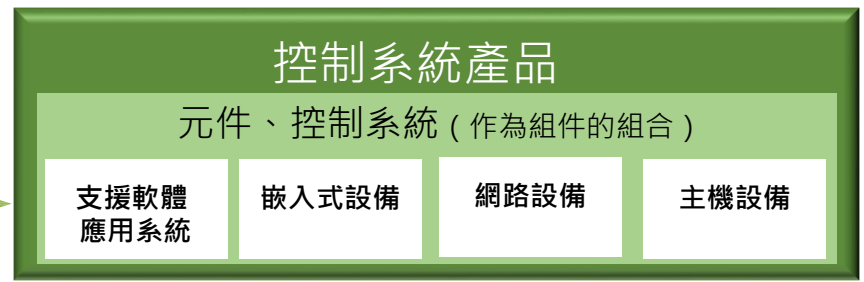 控制系統產品
元件、控制系統(作為組件的組合)
支援軟體
應用系統
嵌入式設備
網路設備
主機設備